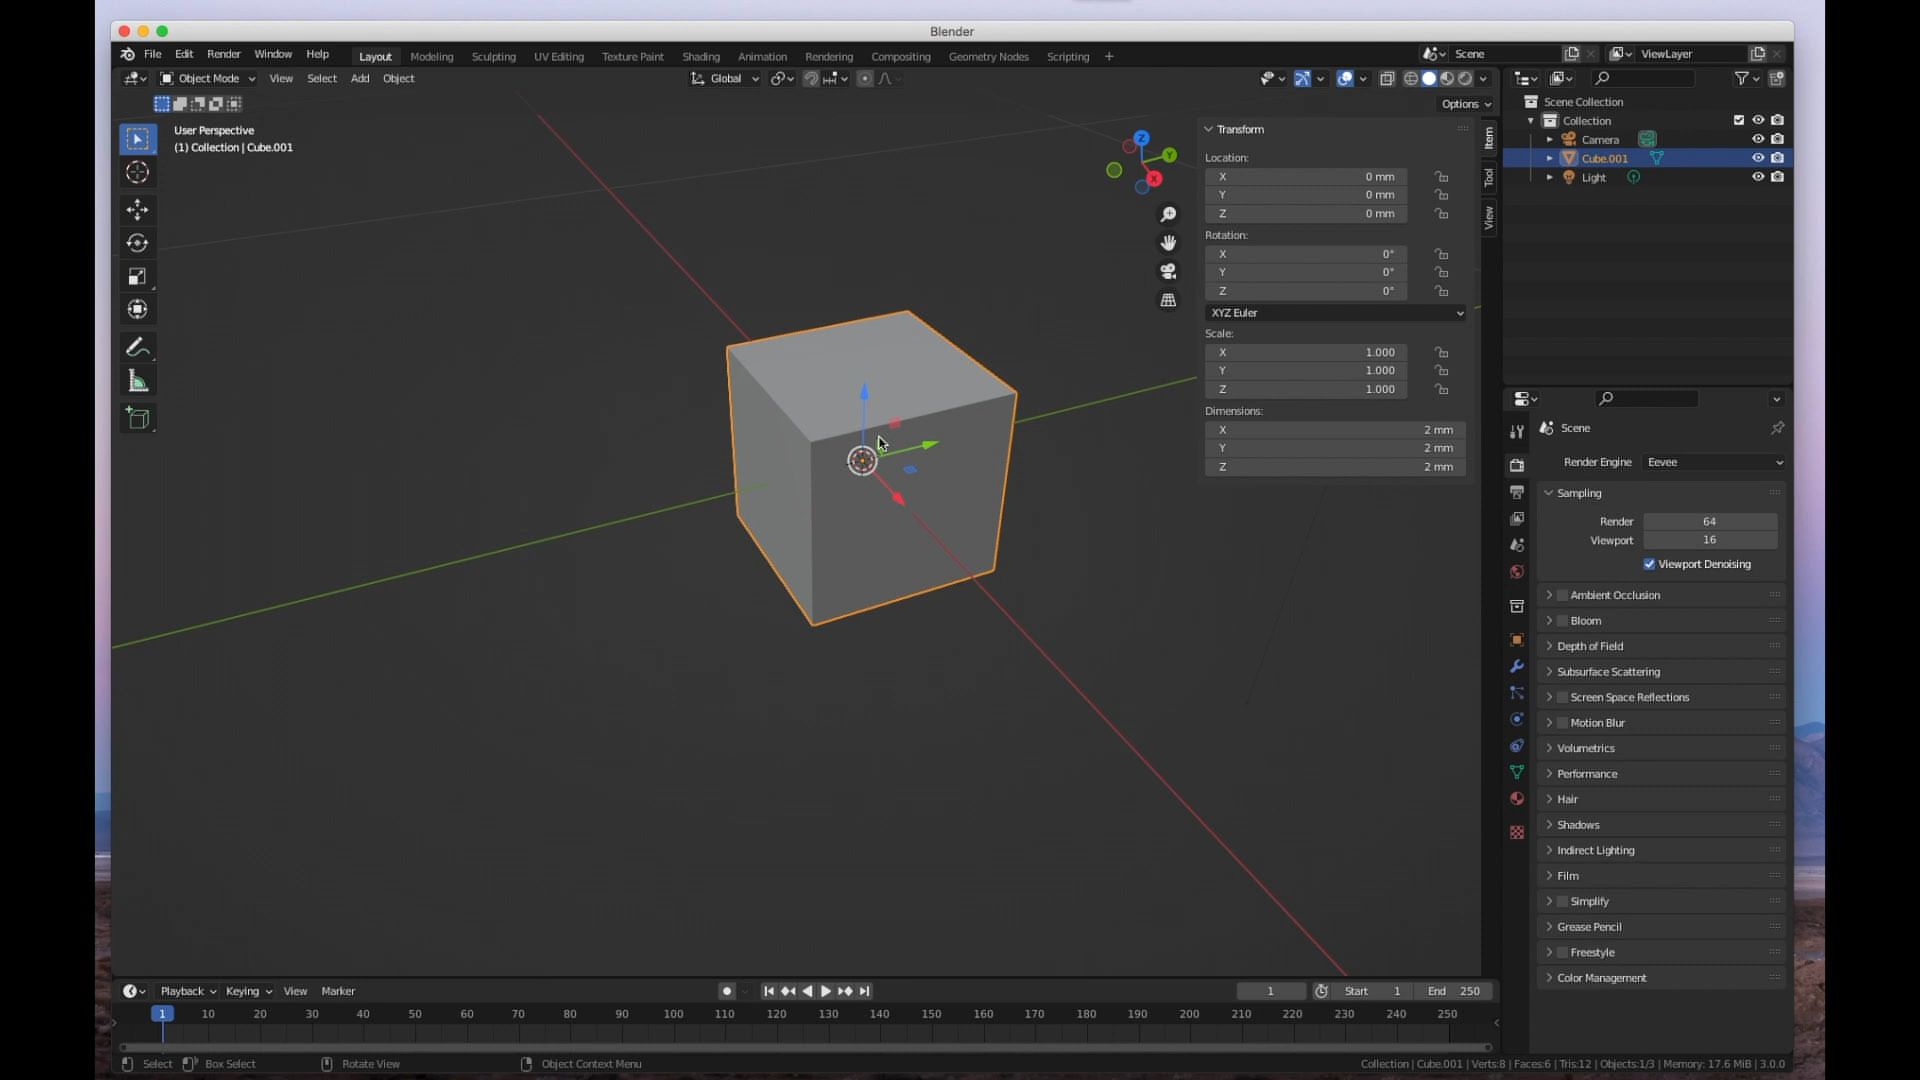 Blender
File Edit Render Window Help
Layout Modeling Sculpting UV Editing Texture Paint Shading Animation Rendering Compositing Geometry Nodes Scripting +
Scene
ViewLayer
Object Mode View Select Add Object
Global
Options
User Perspective
(1) Collection | Cube.001
Z
Y
X
Transform
Location:
X 0 mm
Y 0 mm
Z 0 mm
Rotation:
X 0°
Y 0°
Z 0°
XYZ Euler
Scale:
X 1.000
Y 1.000
Z 1.000
Dimensions:
X 2 mm
Y 2 mm
Z 2 mm
Item
Tool
View
Scene Collection
Collection
Camera
Cube.001
Light
Scene
Render Engine Eevee
Sampling
Render 64
Viewport 16
Viewport Denoising
Ambient Occlusion
Bloom
Depth of Field
Subsurface Scattering
Screen Space Reflections
Motion Blur
Volumetrics
Performance
Hair
Shadows
Indirect Lighting
Film
Simplify
Grease Pencil
Freestyle
Color Management
Playback Keying View Marker
1 Start 1 End 250
1 10 20 30 40 50 60 70 80 90 100 110 120 130 140 150 160 170 180 190 200 210 220 230 240 250
Select Box Select Rotate View Object Context Menu
Collection | Cube.001 | Verts:8 | Faces:6 | Tris:12 | Objects:1/3 | Memory: 17.6 MiB | 3.0.0